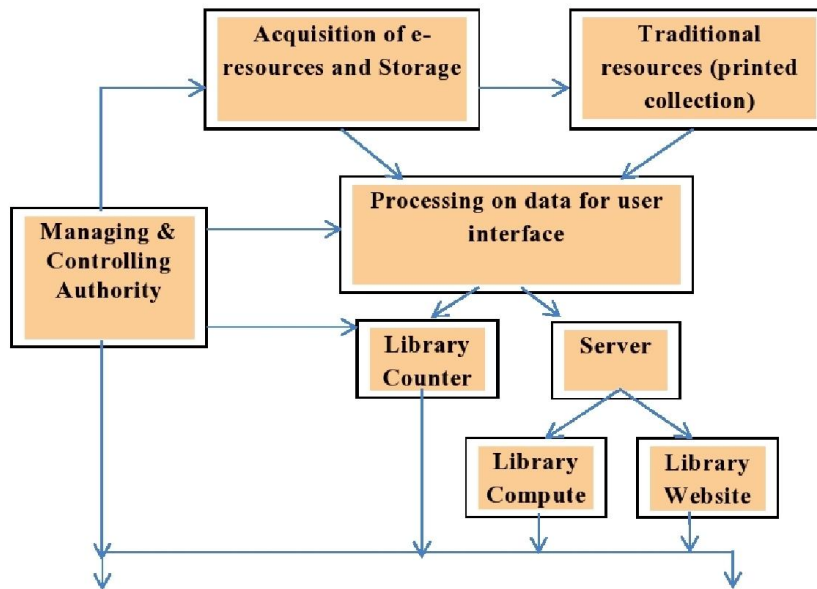 Acquisition of e-
resources and Storage
Traditional
resources (printed
collection)
Processing on data for user
interface
Managing &
Controlling
Authority
Library
Counter
Server
Library
Compute
Library
Website